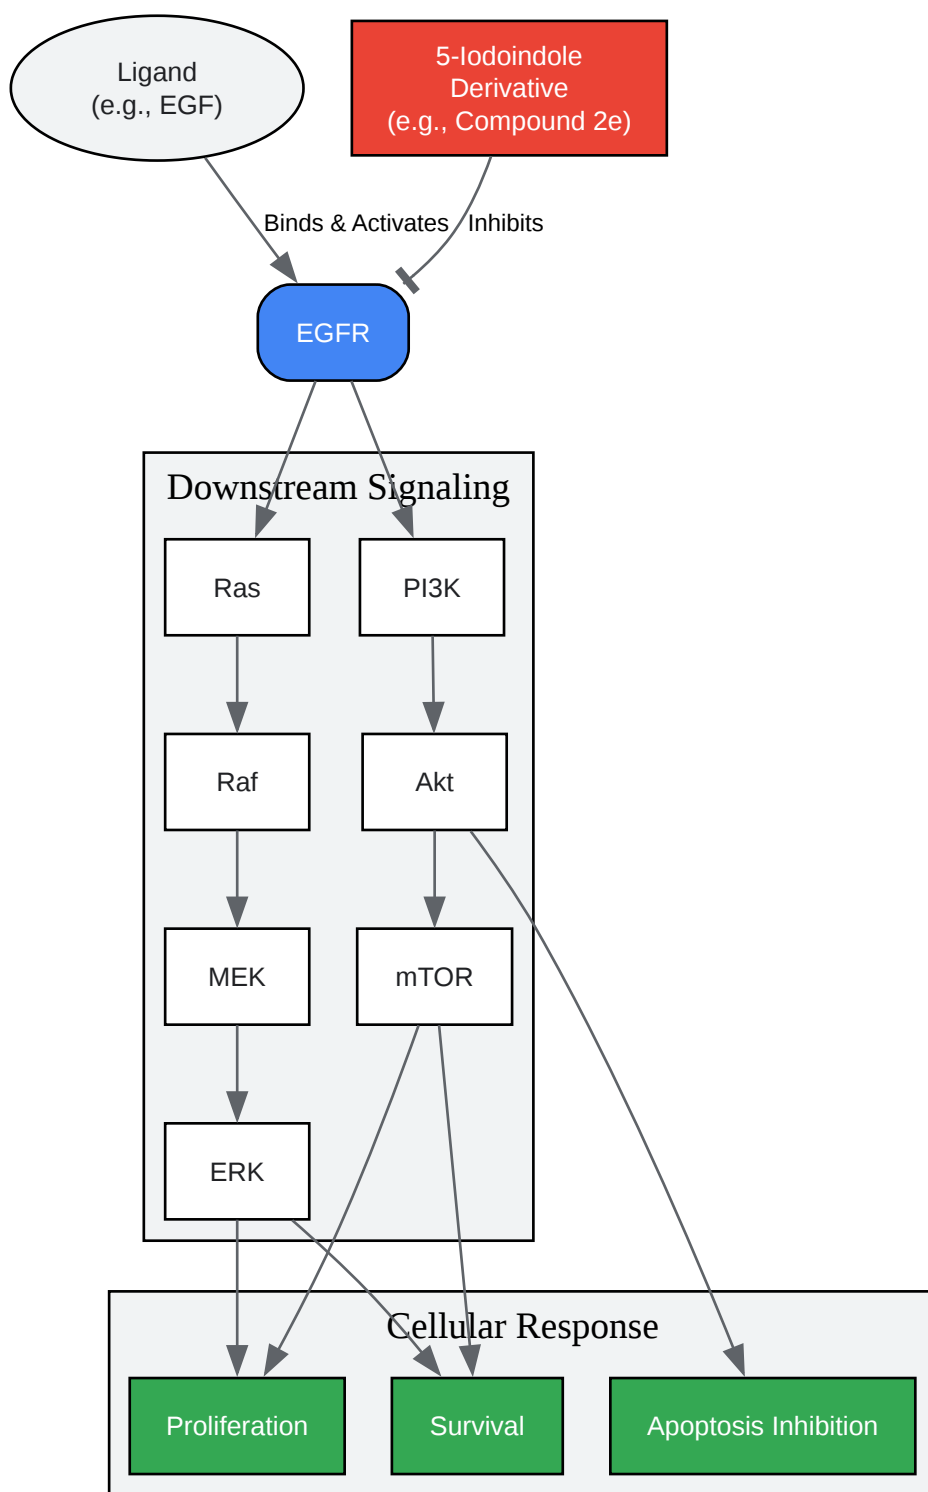 Ligand
(e.g., EGF)
5-Iodoindole
Derivative
(e.g., Compound 2e)
Binds & Activates
Inhibits
EGFR
Downstream Signaling
Ras
PI3K
Raf
Akt
MEK
mTOR
ERK
Cellular Response
Proliferation
Survival
Apoptosis Inhibition